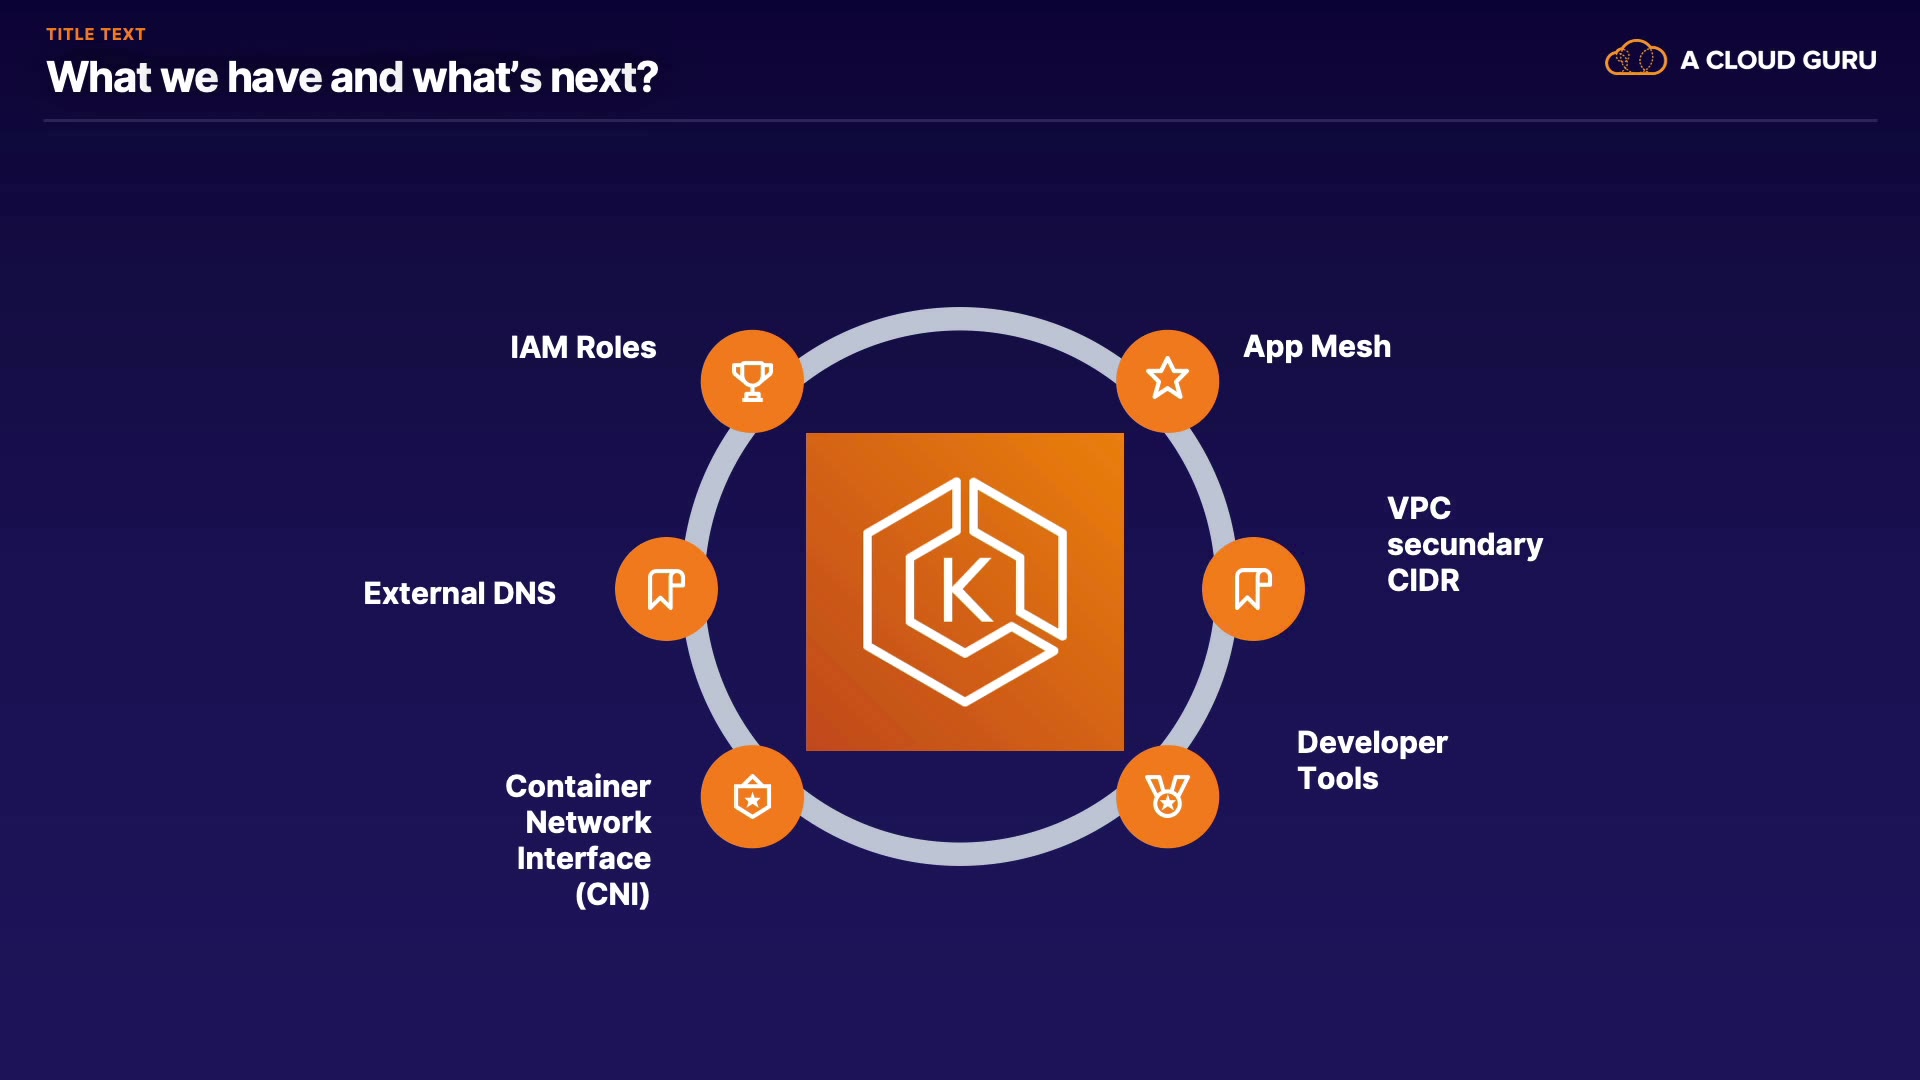 TITLE TEXT
What we have and what's next?
A CLOUD GURU
IAM Roles
App Mesh
External DNS
K
VPC
secundary
CIDR
Container
Network
Interface
(CNI)
Developer
Tools